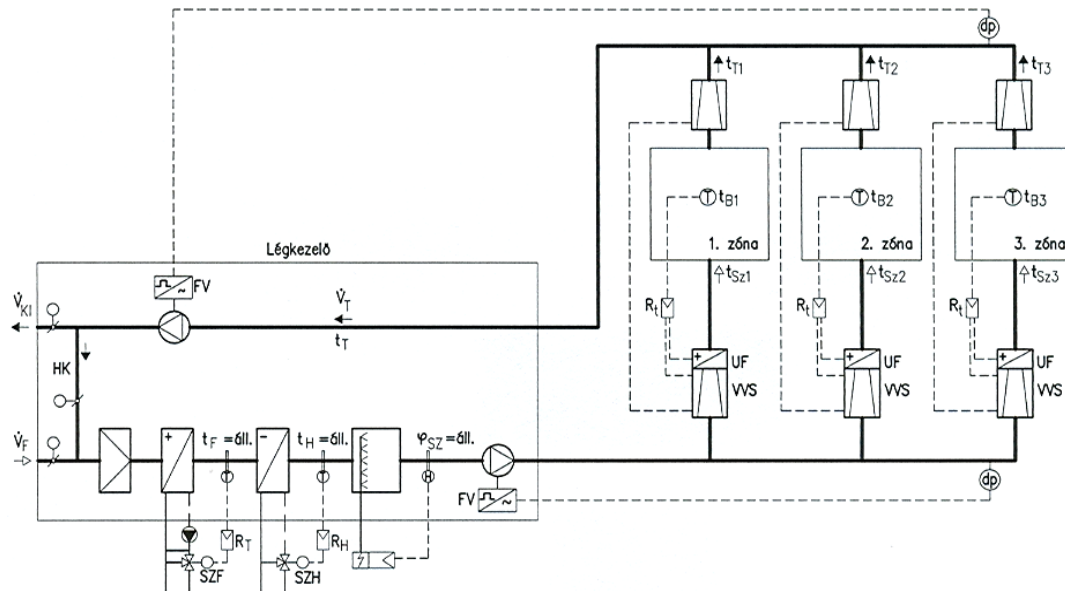 dp
t_T1
t_T2
t_T3
T t_B1
T t_B2
T t_B3
1. zóna
2. zóna
3. zóna
Légkezelő
t_Sz1
t_Sz2
t_Sz3
FV
V̇_KI
V̇_T
t_T
R_t
R_t
R_t
HK
+ UF
+ UF
+ UF
VVS
VVS
VVS
V̇_F
+
t_F =áll.
-
t_H =áll.
φ_SZ=áll.
H
FV
dp
R_T
R_H
SZF
SZH